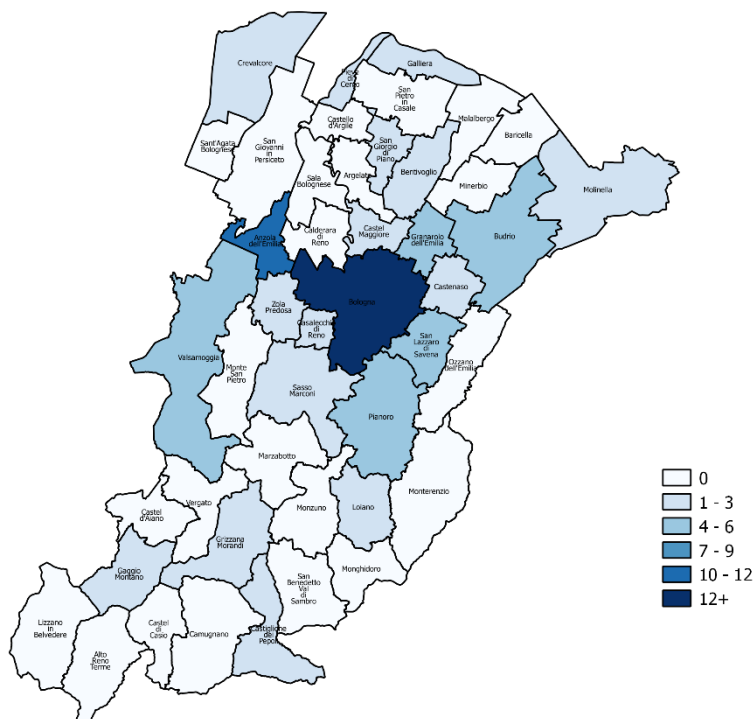 Crevalcore
Galliera
Pieve
di
Cento
San
Pietro
in
Casale
Castello
d'Argile
Malalbergo
Baricella
Sant'Agata
Bolognese
San
Giovanni
in
Persiceto
San
Giorgio
di
Piano
Sala
Bolognese
Argelato
Bentivoglio
Minerbio
Molinella
Anzola
dell'Emilia
Calderara
di
Reno
Castel
Maggiore
Granarolo
dell'Emilia
Budrio
Castenaso
Zola
Predosa
Casalecchio
di Reno
Bologna
San
Lazzaro
di
Savena
Ozzano
dell'Emilia
Valsamoggia
Monte
San
Pietro
Sasso
Marconi
Pianoro
Marzabotto
Vergato
Monzuno
Loiano
Monterenzio
Castel
d'Aiano
Grizzana
Morandi
Gaggio
Montano
San
Benedetto
Val
di
Sambro
Monghidoro
Lizzano
in
Belvedere
Alto
Reno
Terme
Castel
di
Casio
Camugnano
Castiglione
dei
Pepoli
0
1 - 3
4 - 6
7 - 9
10 - 12
12+